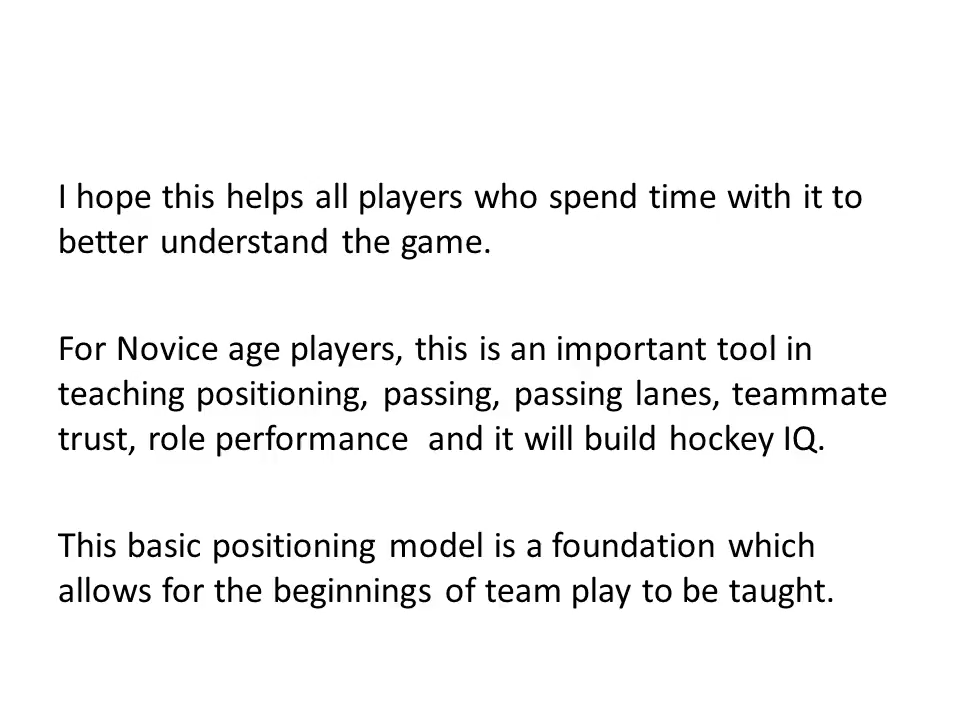 I hope this helps all players who spend time with it to
better understand the game.
For Novice age players, this is an important tool in
teaching positioning, passing, passing lanes, teammate
trust, role performance  and it will build hockey IQ.
This basic positioning model is a foundation which
allows for the beginnings of team play to be taught.